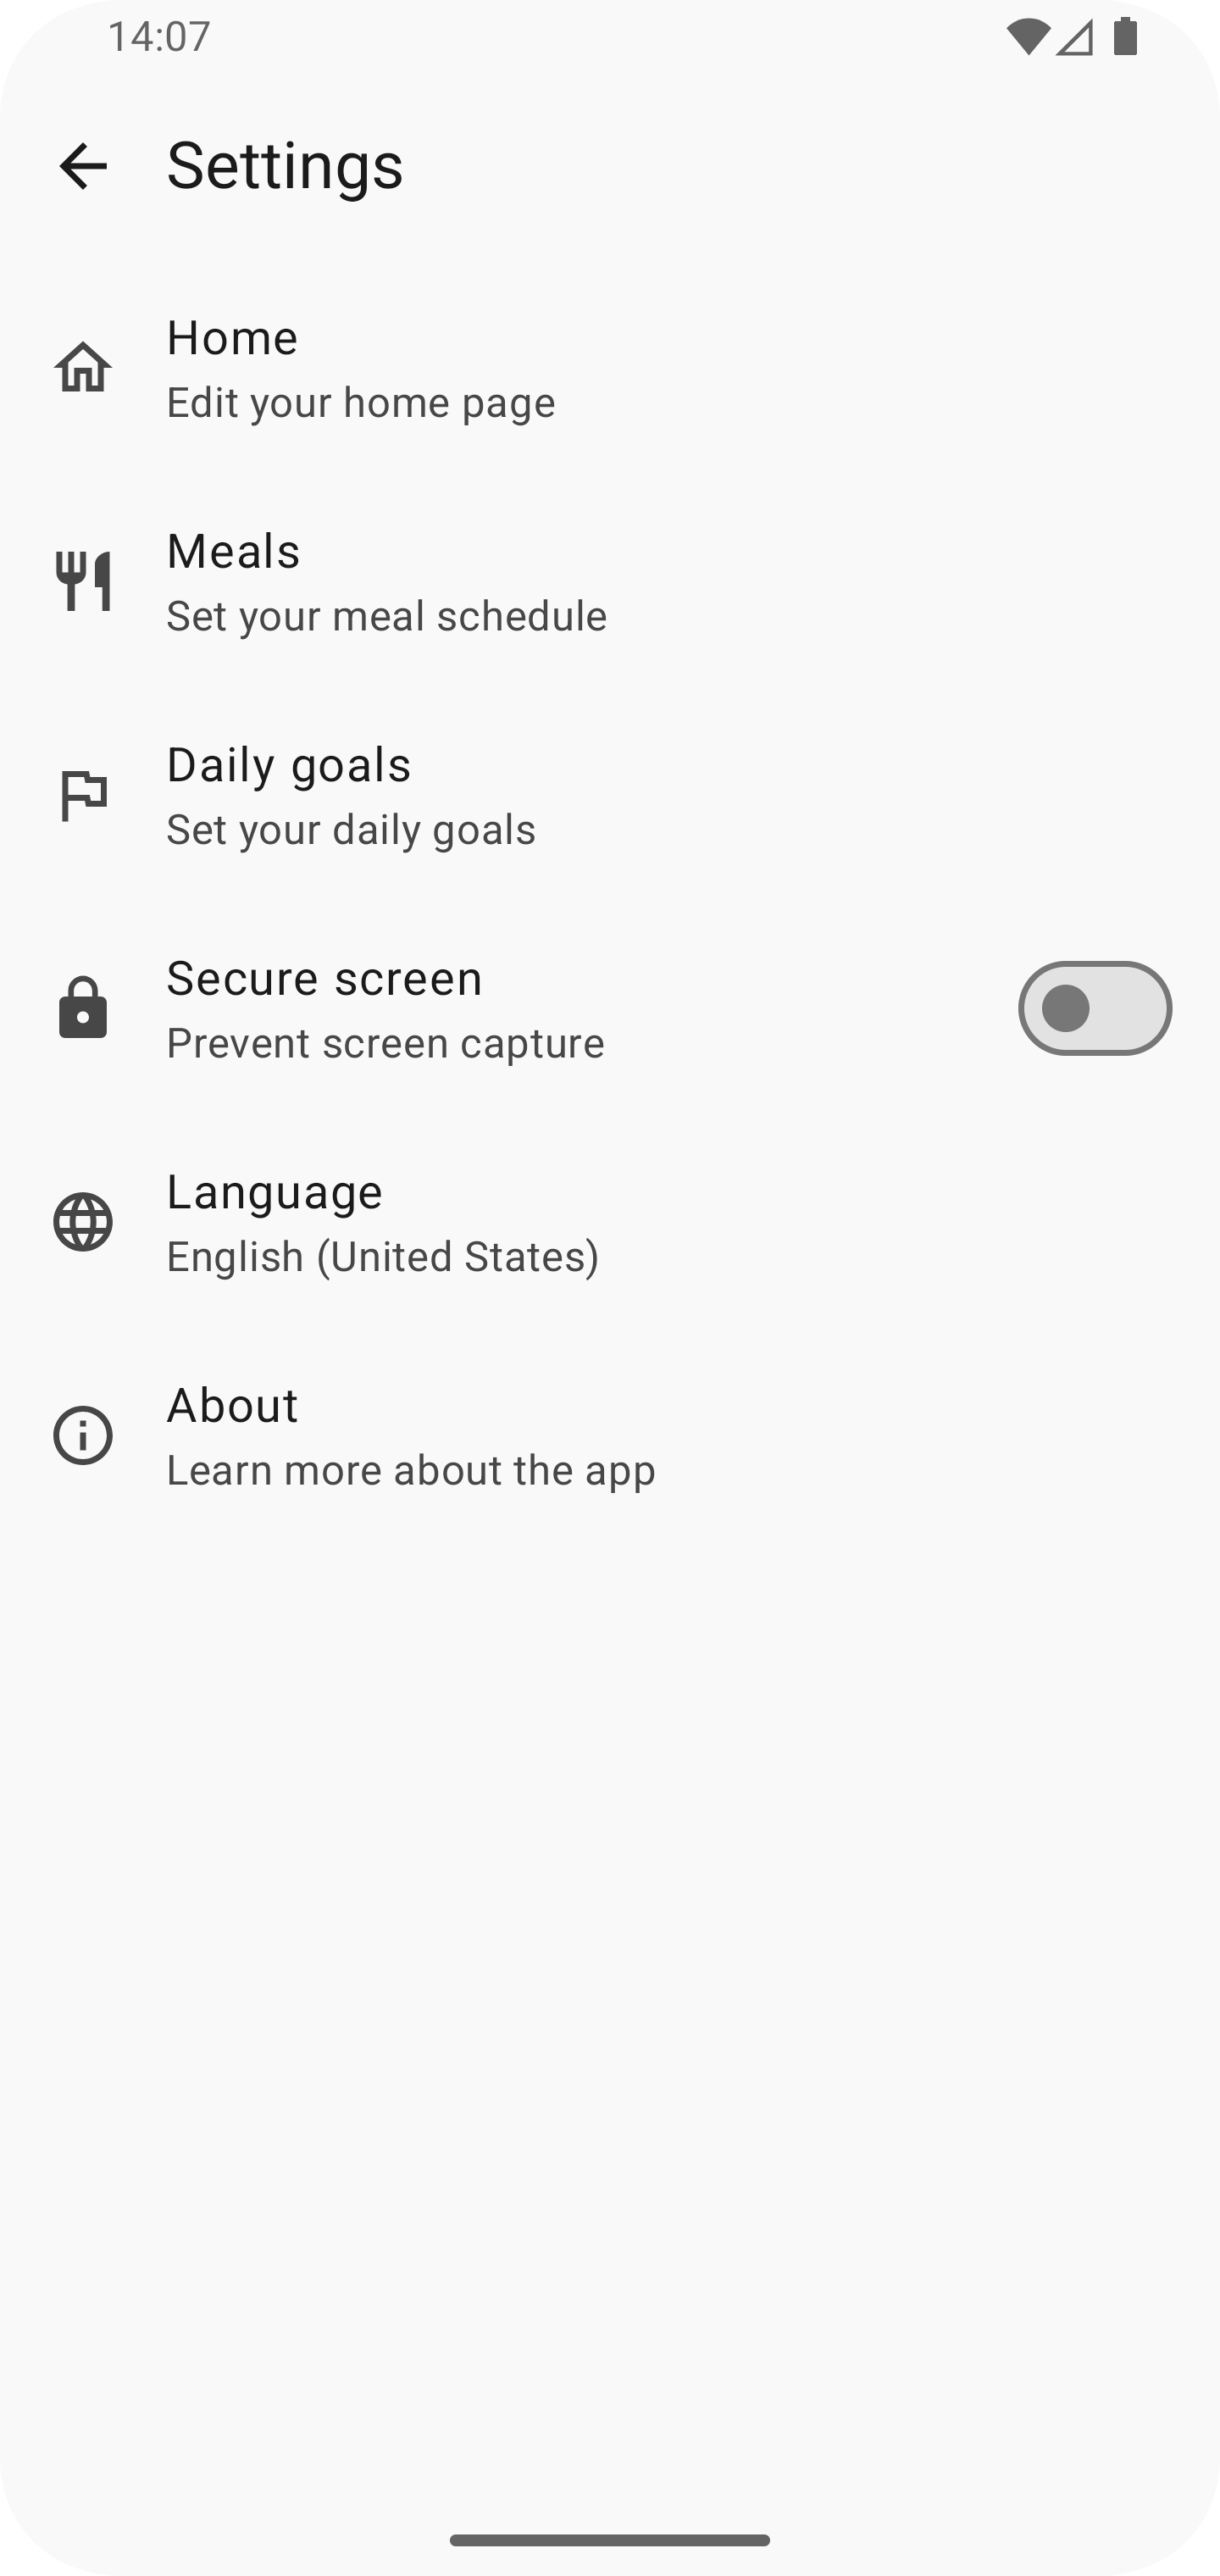 14:07
Settings
Home
Edit your home page
Meals
Set your meal schedule
Daily goals
Set your daily goals
Secure screen
Prevent screen capture
Language
English (United States)
About
Learn more about the app